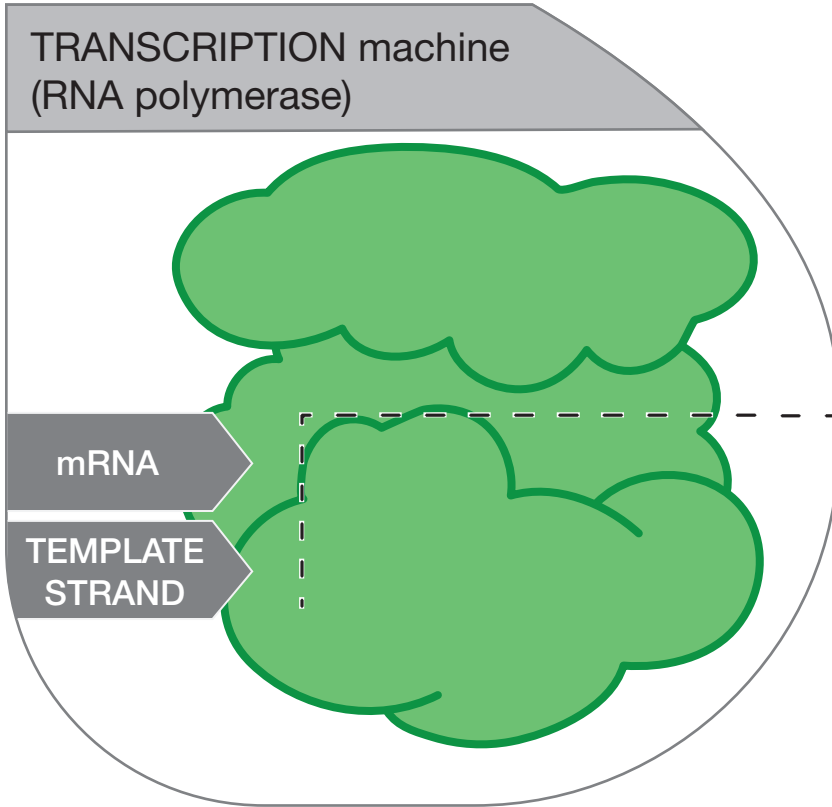 TRANSCRIPTION machine
(RNA polymerase)
mRNA
TEMPLATE
STRAND